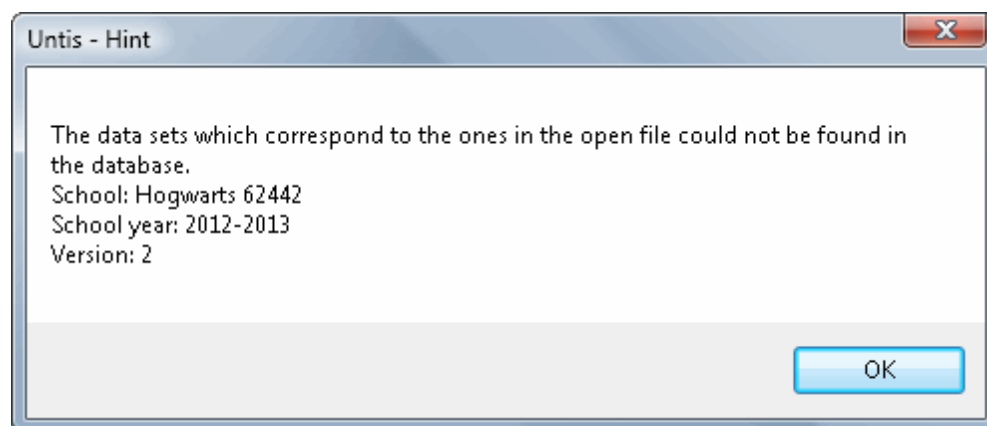 Untis - Hint
The data sets which correspond to the ones in the open file could not be found in
the database.
School: Hogwarts 62442
School year: 2012-2013
Version: 2
OK